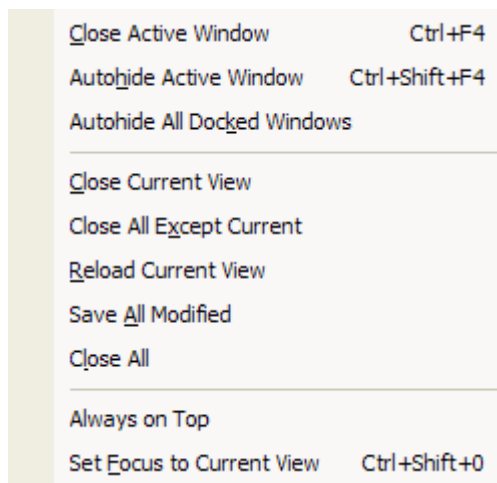 Close Active Window Ctrl+F4
Autohide Active Window Ctrl+Shift+F4
Autohide All Docked Windows
Close Current View
Close All Except Current
Reload Current View
Save All Modified
Close All
Always on Top
Set Focus to Current View Ctrl+Shift+0